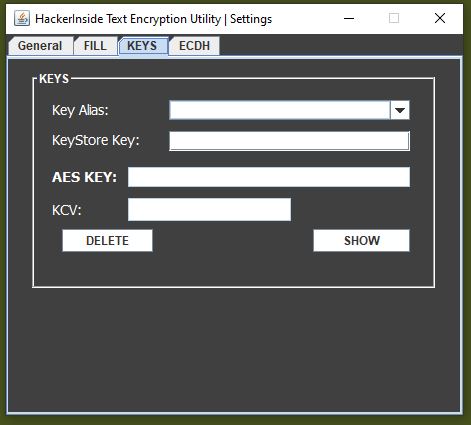 HackerInside Text Encryption Utility | Settings
General FILL KEYS ECDH
KEYS
Key Alias:
KeyStore Key:
AES KEY:
KCV:
DELETE SHOW